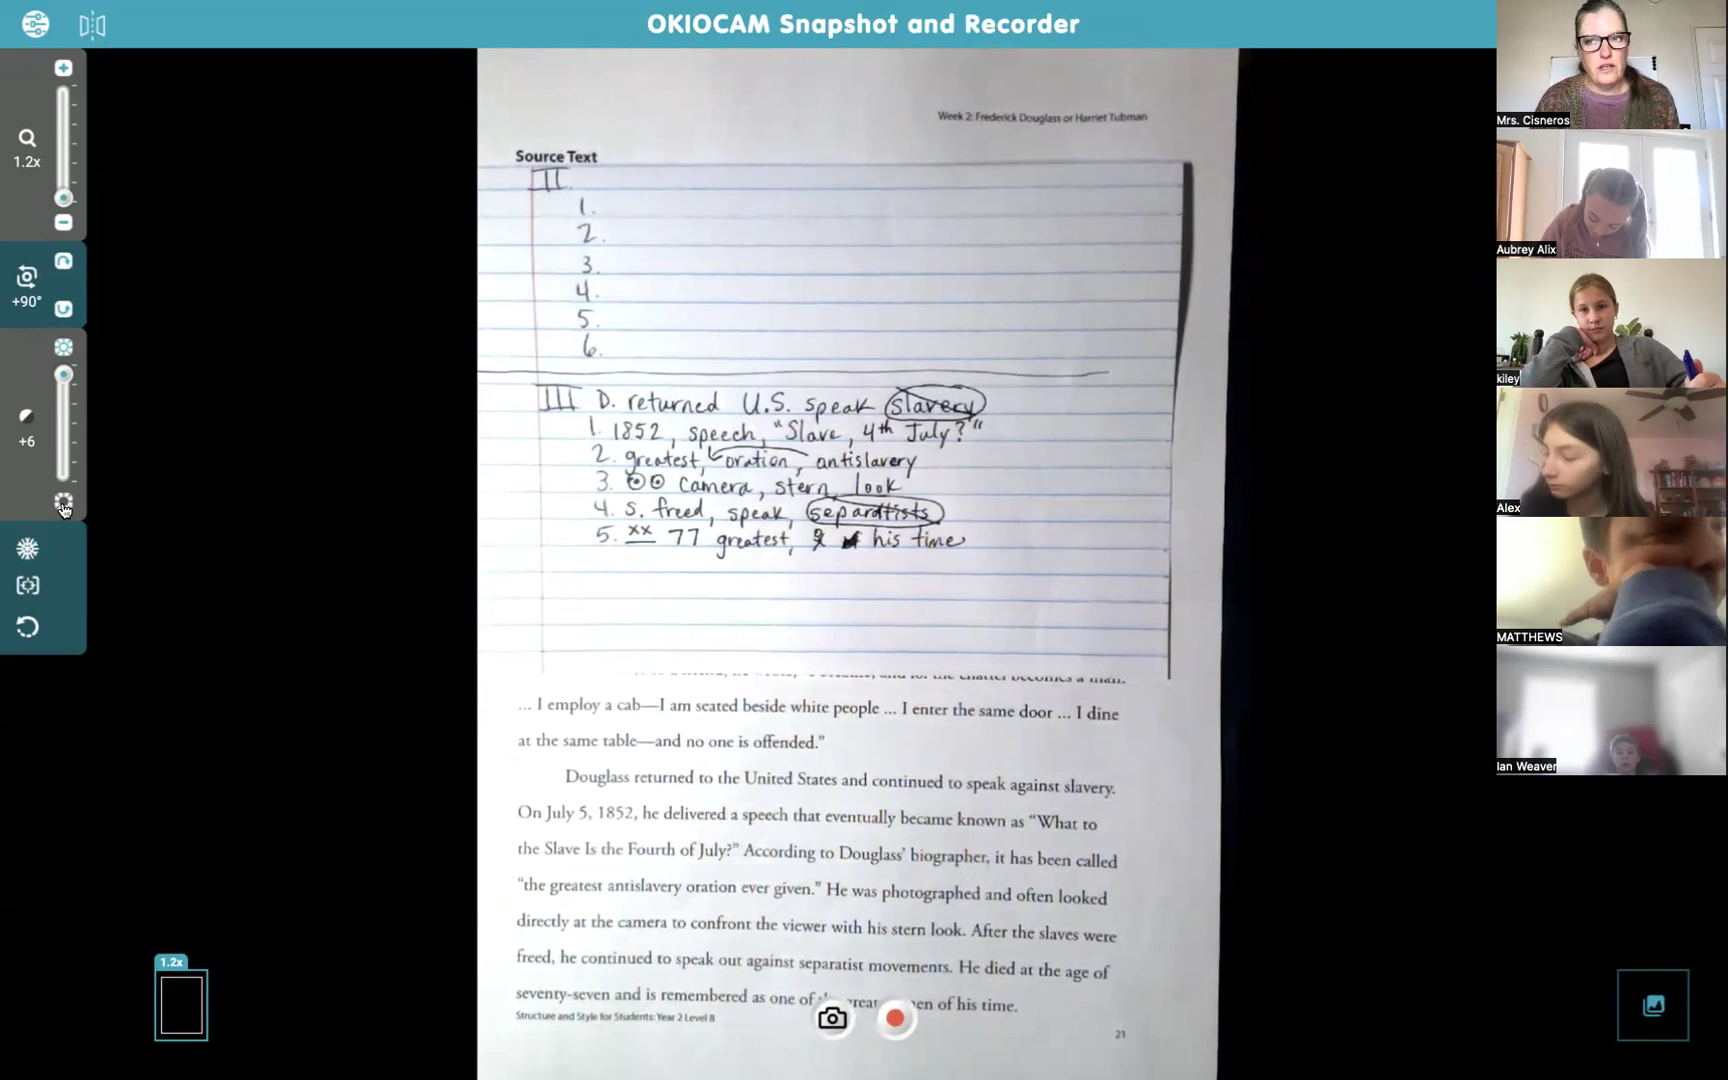 OKIOCAM Snapshot and Recorder
1.2x
+90°
+6
1.2x
Week 2: Frederick Douglass or Harriet Tubman
Source Text
II.
1.
2.
3.
4.
5.
6.
III D. returned U.S. speak slavery
1. 1852, speech, "Slave, 4th July?"
2. greatest, oration, antislavery
3. camera, stern look
4. s. freed, speak, separatists
5. xx 77 greatest, his time
becomes a man.
... I employ a cab—I am seated beside white people ... I enter the same door ... I dine
at the same table—and no one is offended."
Douglass returned to the United States and continued to speak against slavery.
On July 5, 1852, he delivered a speech that eventually became known as "What to
the Slave Is the Fourth of July?" According to Douglass' biographer, it has been called
"the greatest antislavery oration ever given." He was photographed and often looked
directly at the camera to confront the viewer with his stern look. After the slaves were
freed, he continued to speak out against separatist movements. He died at the age of
seventy-seven and is remembered as one of of his time.
Structure and Style for Students: Year 2 Level B
21
Mrs. Cisneros
Aubrey Alix
kiley
Alex
MATTHEWS
Ian Weaver